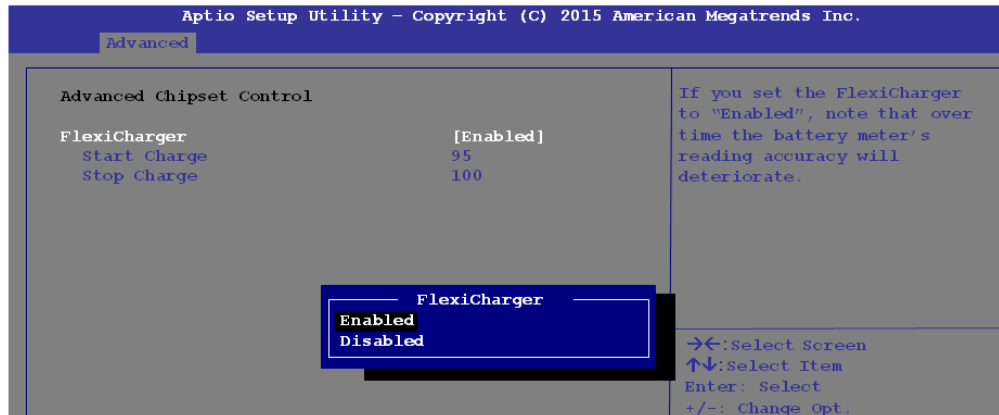 Aptio Setup Utility – Copyright (C) 2015 American Megatrends Inc.
Advanced
Advanced Chipset Control
FlexiCharger [Enabled]
Start Charge 95
Stop Charge 100
If you set the FlexiCharger
to “Enabled”, note that over
time the battery meter’s
reading accuracy will
deteriorate.
FlexiCharger
Enabled
Disabled
→←:Select Screen
↑↓:Select Item
Enter: Select
+/-: Change Opt.